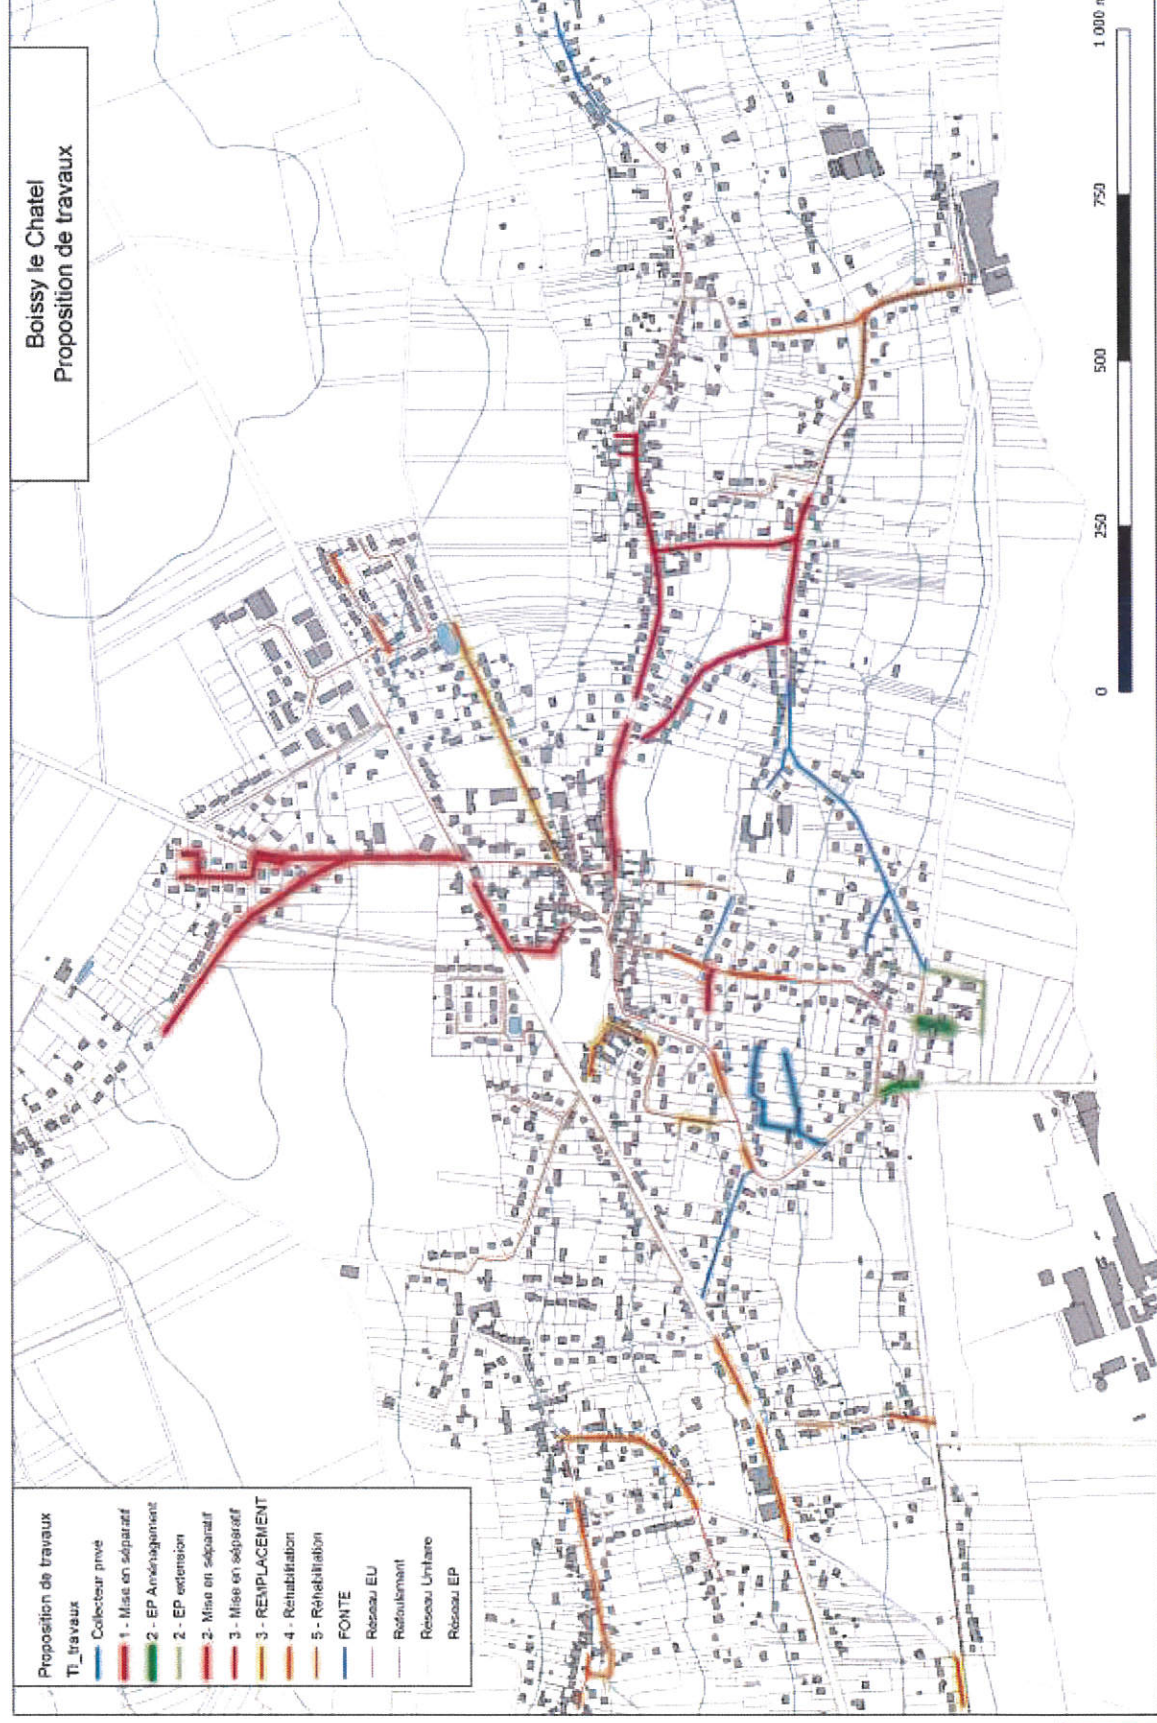 Boissy le Chatel
Proposition de travaux
Proposition de travaux
Ti_travaux
Collecteur privé
1 - Mise en séparatif
2 - EP Aménagement
2 - EP extension
2- Mise en séparatif
3 - Mise en séparatif
3 - REMPLACEMENT
4 - Réhabilitation
5 - Réhabilitation
FONTE
Réseau EU
Refoulement
Réseau Unitaire
Réseau EP
0 250 500 750 1 000 m